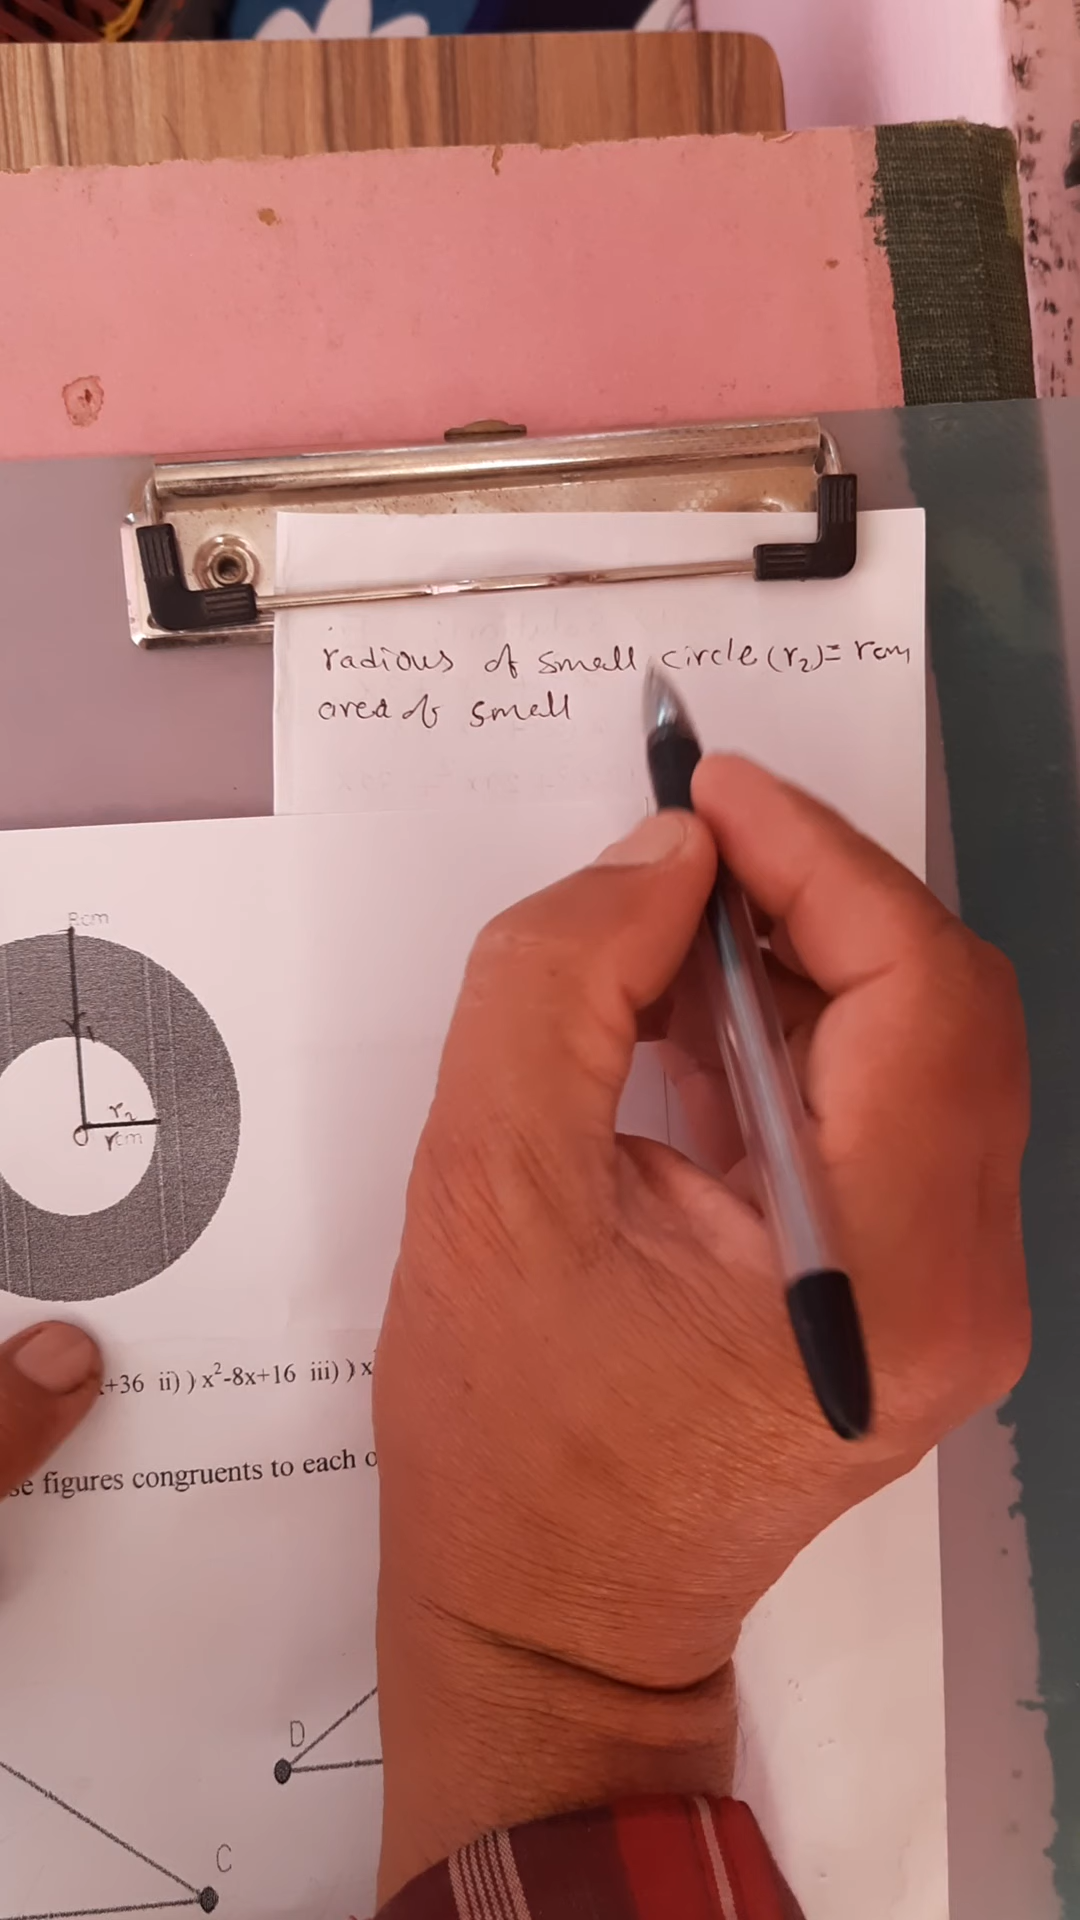 radious of small circle (r₂) = rcm
area of small
Rcm
r₁
r₂
O
rcm
+36 ii) ) x²-8x+16 iii) ) x
se figures congruents to each o
D
C